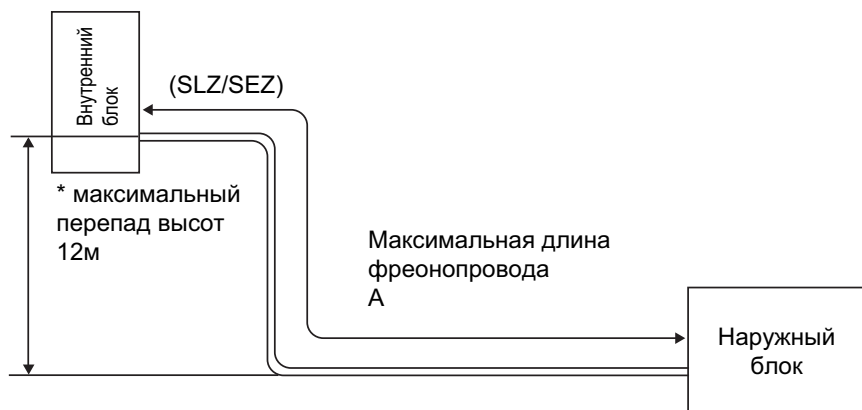 Внутренний
блок
(SLZ/SEZ)
* максимальный
перепад высот
12м
Максимальная длина
фреонопровода
А
Наружный
блок